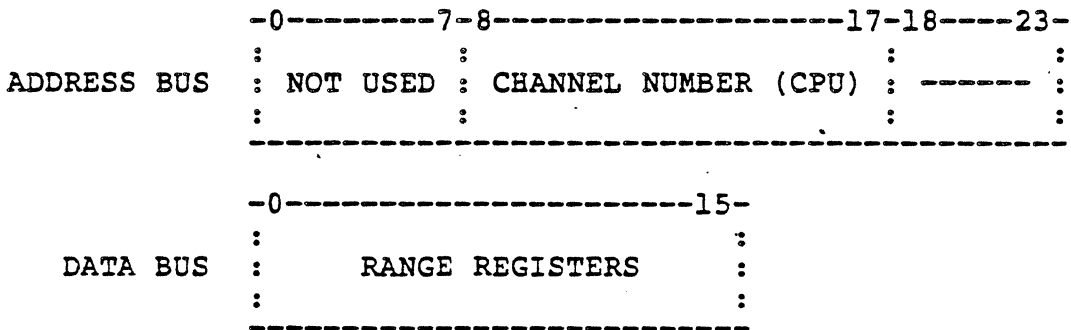 -0---------7-8---------------------17-18----23-
ADDRESS BUS : NOT USED : CHANNEL NUMBER (CPU) : ------ :
-0------------------------15-
DATA BUS : RANGE REGISTERS :